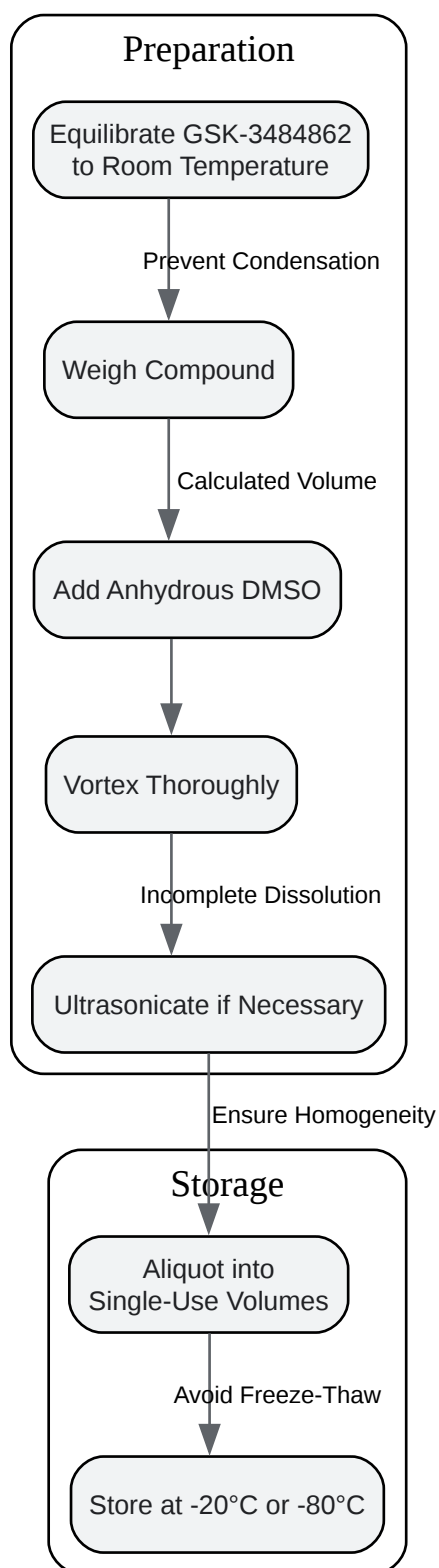 Preparation
Equilibrate GSK-3484862
to Room Temperature
Prevent Condensation
Weigh Compound
Calculated Volume
Add Anhydrous DMSO
Vortex Thoroughly
Incomplete Dissolution
Ultrasonicate if Necessary
Ensure Homogeneity
Storage
Aliquot into
Single-Use Volumes
Avoid Freeze-Thaw
Store at -20°C or -80°C